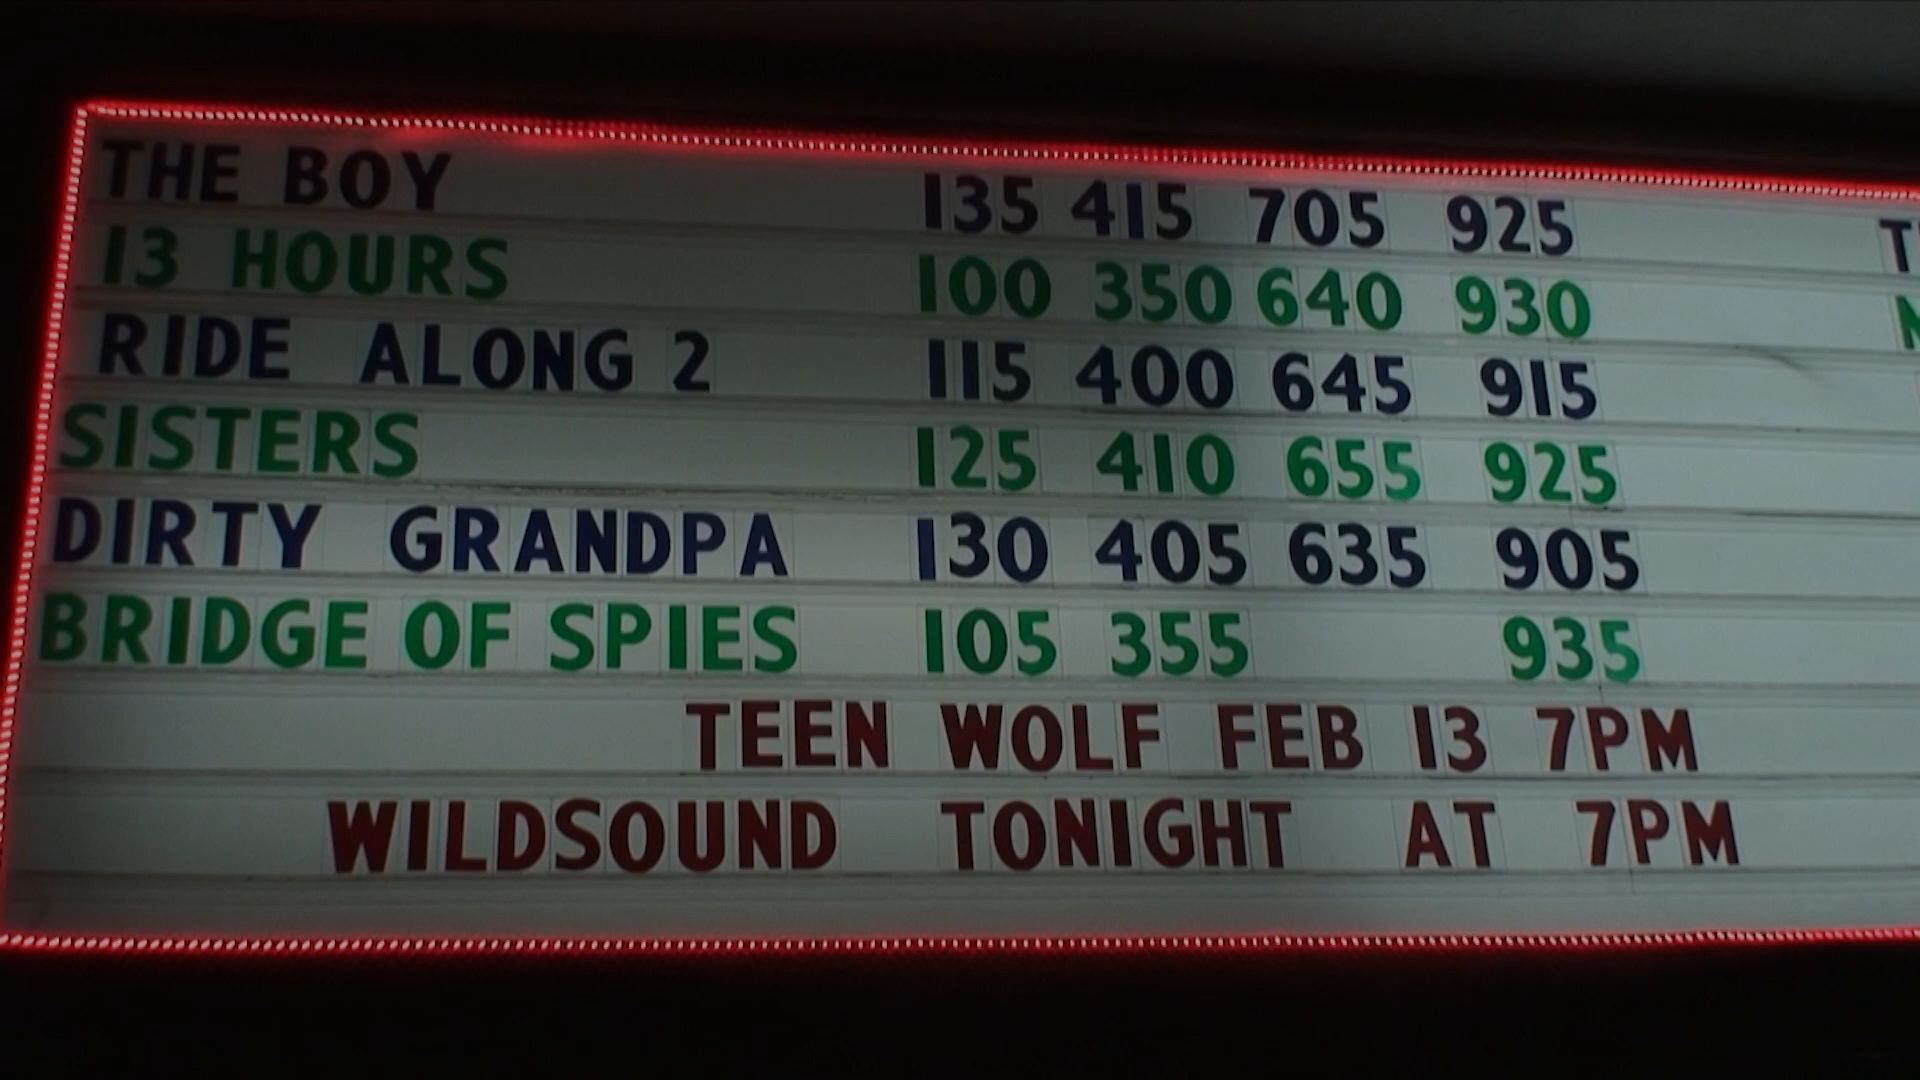 THE BOY 135 415 705 925
13 HOURS 100 350 640 930
RIDE ALONG 2 115 400 645 915
SISTERS 125 410 655 925
DIRTY GRANDPA 130 405 635 905
BRIDGE OF SPIES 105 355 935
TEEN WOLF FEB 13 7PM
WILDSOUND TONIGHT AT 7PM